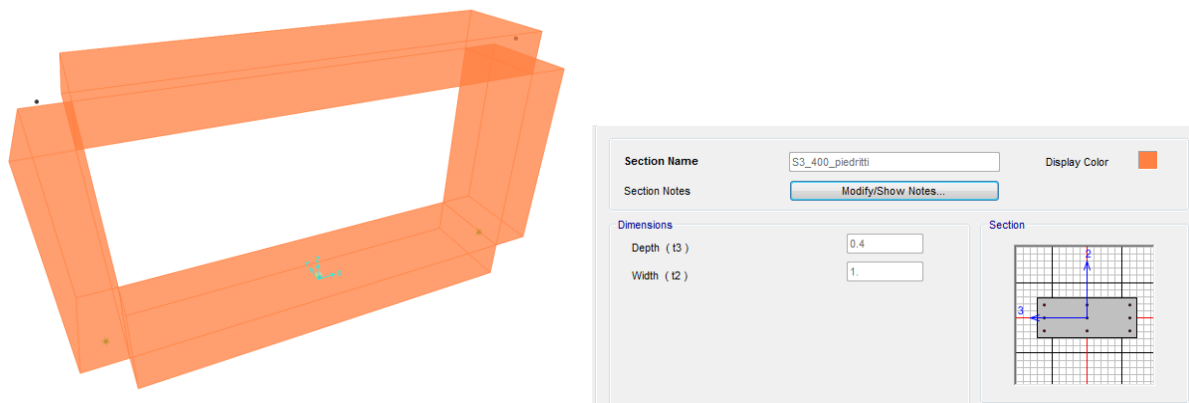 Section Name S3_400_piedritti Display Color
Section Notes Modify/Show Notes...
Dimensions
Depth ( t3 ) 0.4
Width ( t2 ) 1.
Section
2
3